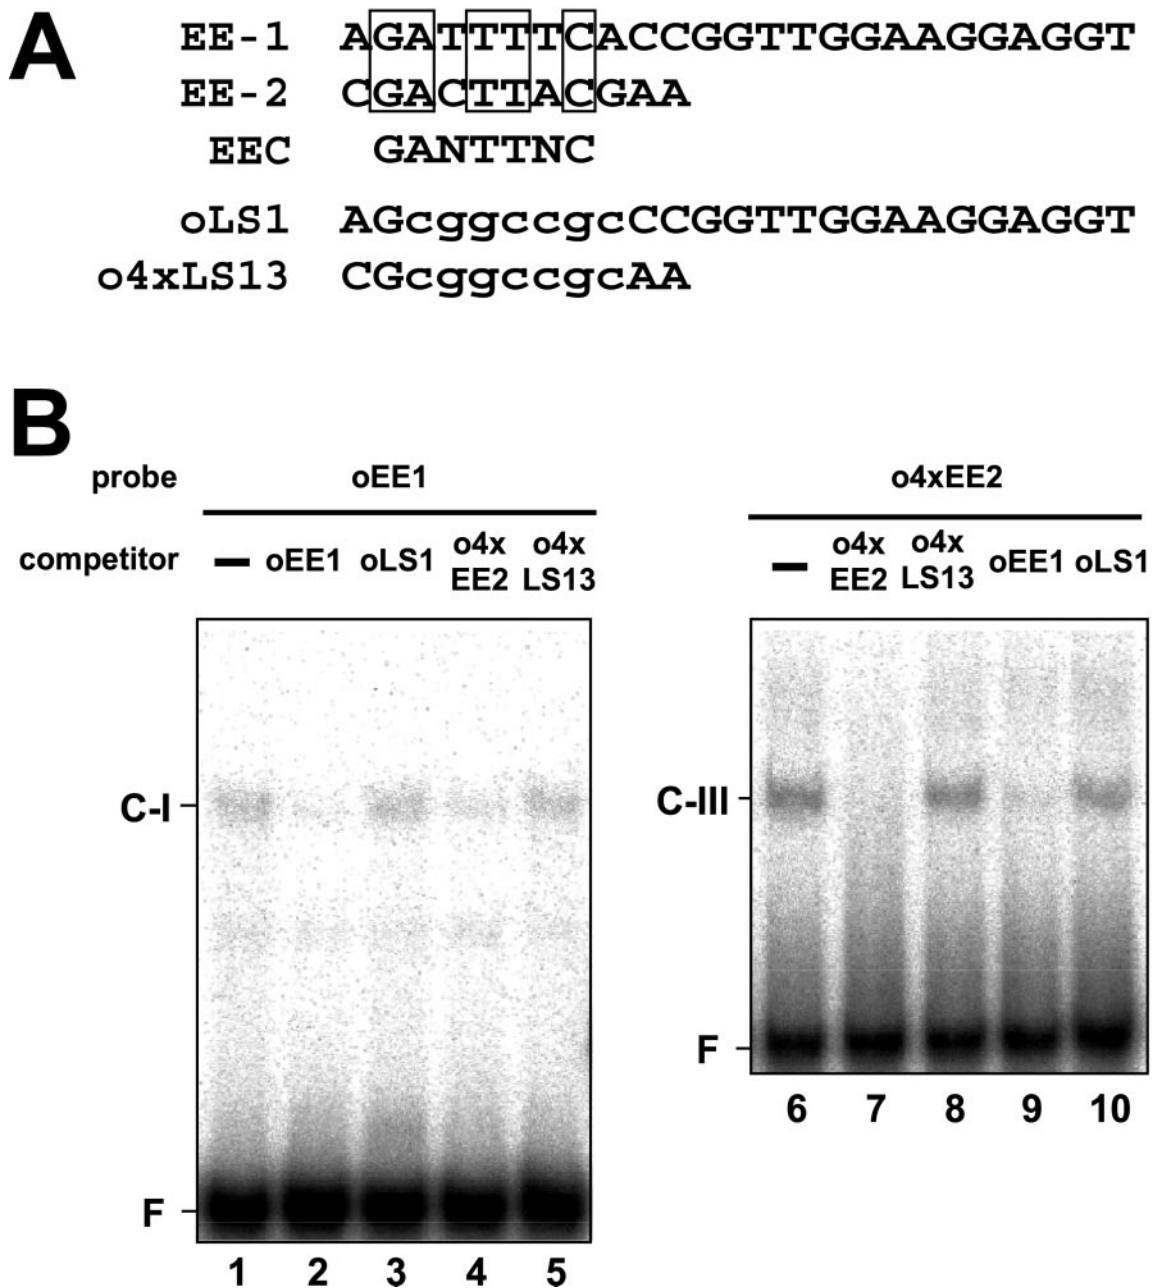 A
EE-1 AGATTTTCACCGGTTGGAAGGAGGT
EE-2 CGACTTACGAA
EEC GANTTNC
oLS1 AGcggccgcCCGGTTGGAAGGAGGT
o4xLS13 CGcggccgcAA
B
probe oEE1 o4xEE2
competitor – oEE1 oLS1 o4x EE2 o4x LS13 – o4x EE2 o4x LS13 oEE1 oLS1
C-I C-III
F F
1 2 3 4 5 6 7 8 9 10